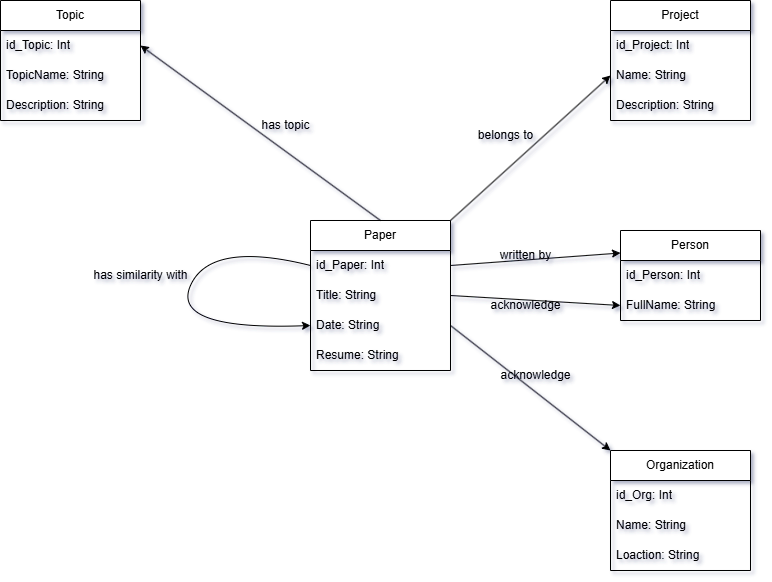 Topic
id_Topic: Int
TopicName: String
Description: String
Project
id_Project: Int
Name: String
Description: String
has topic
belongs to
Paper
id_Paper: Int
Title: String
Date: String
Resume: String
has similarity with
written by
acknowledge
Person
id_Person: Int
FullName: String
acknowledge
Organization
id_Org: Int
Name: String
Loaction: String